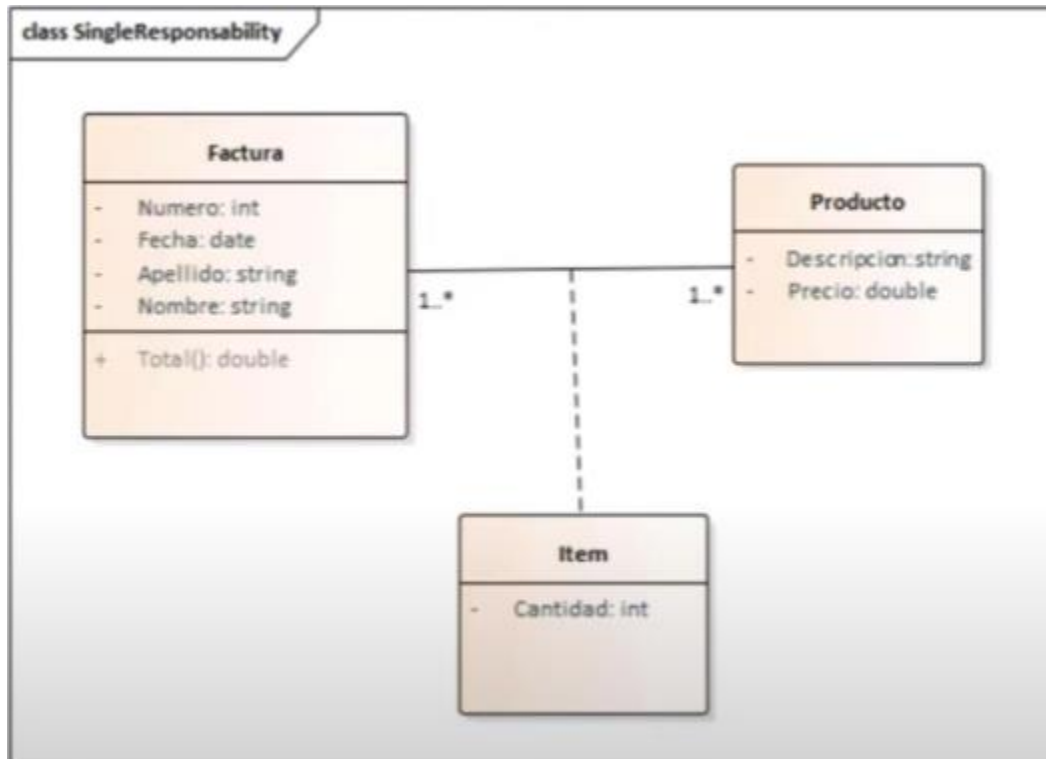 class SingleResponsability
Factura
- Numero: int
- Fecha: date
- Apellido: string
- Nombre: string
+ Total(): double
1..*
1..*
Producto
- Descripcion: string
- Precio: double
Item
- Cantidad: int